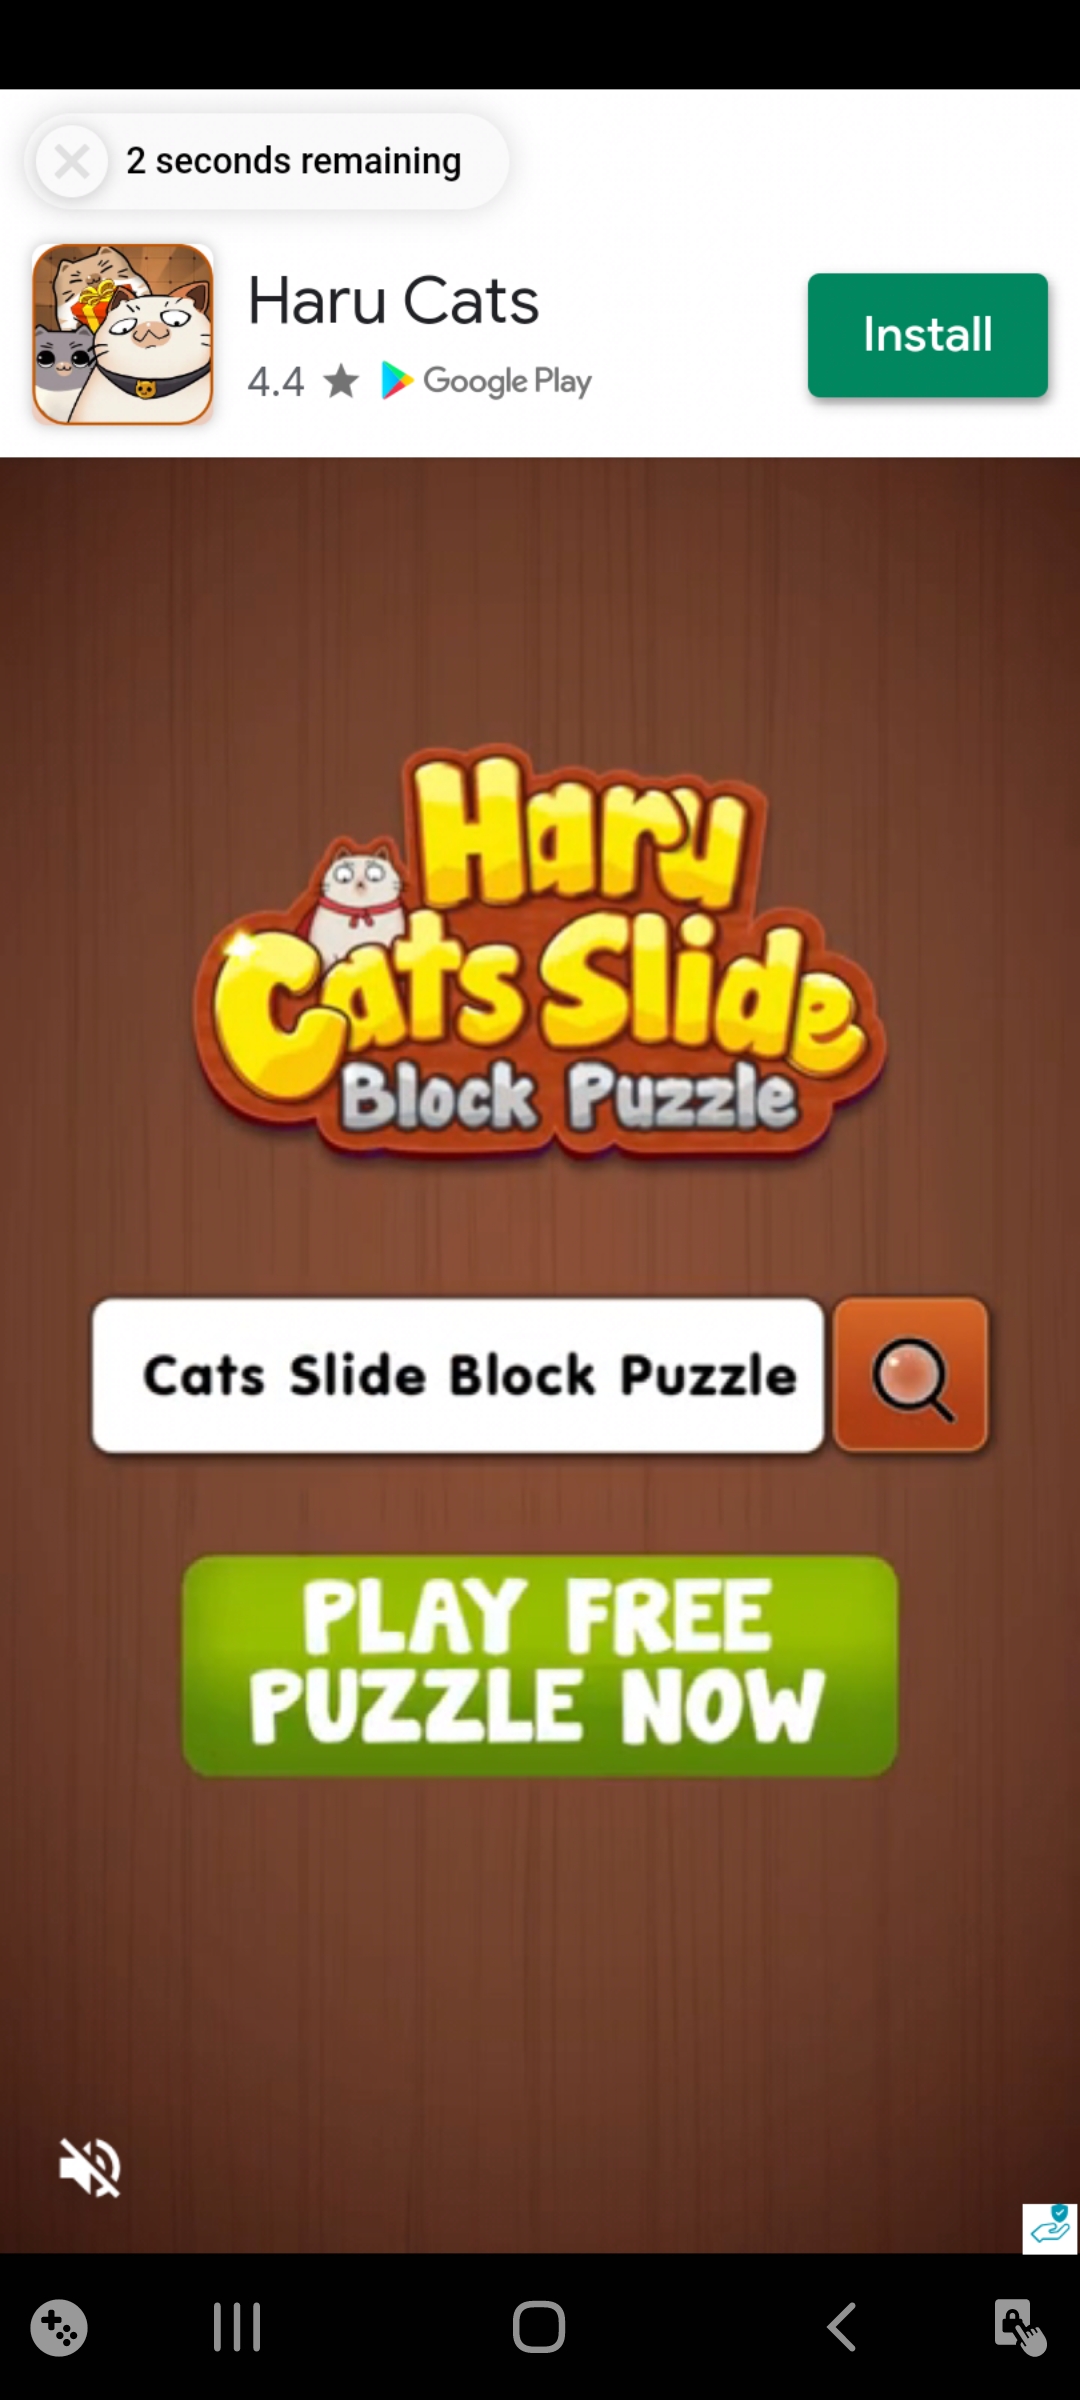 2 seconds remaining
Haru Cats
4.4 Google Play
Install
Haru
Cats Slide
Block Puzzle
Cats Slide Block Puzzle
PLAY FREE
PUZZLE NOW